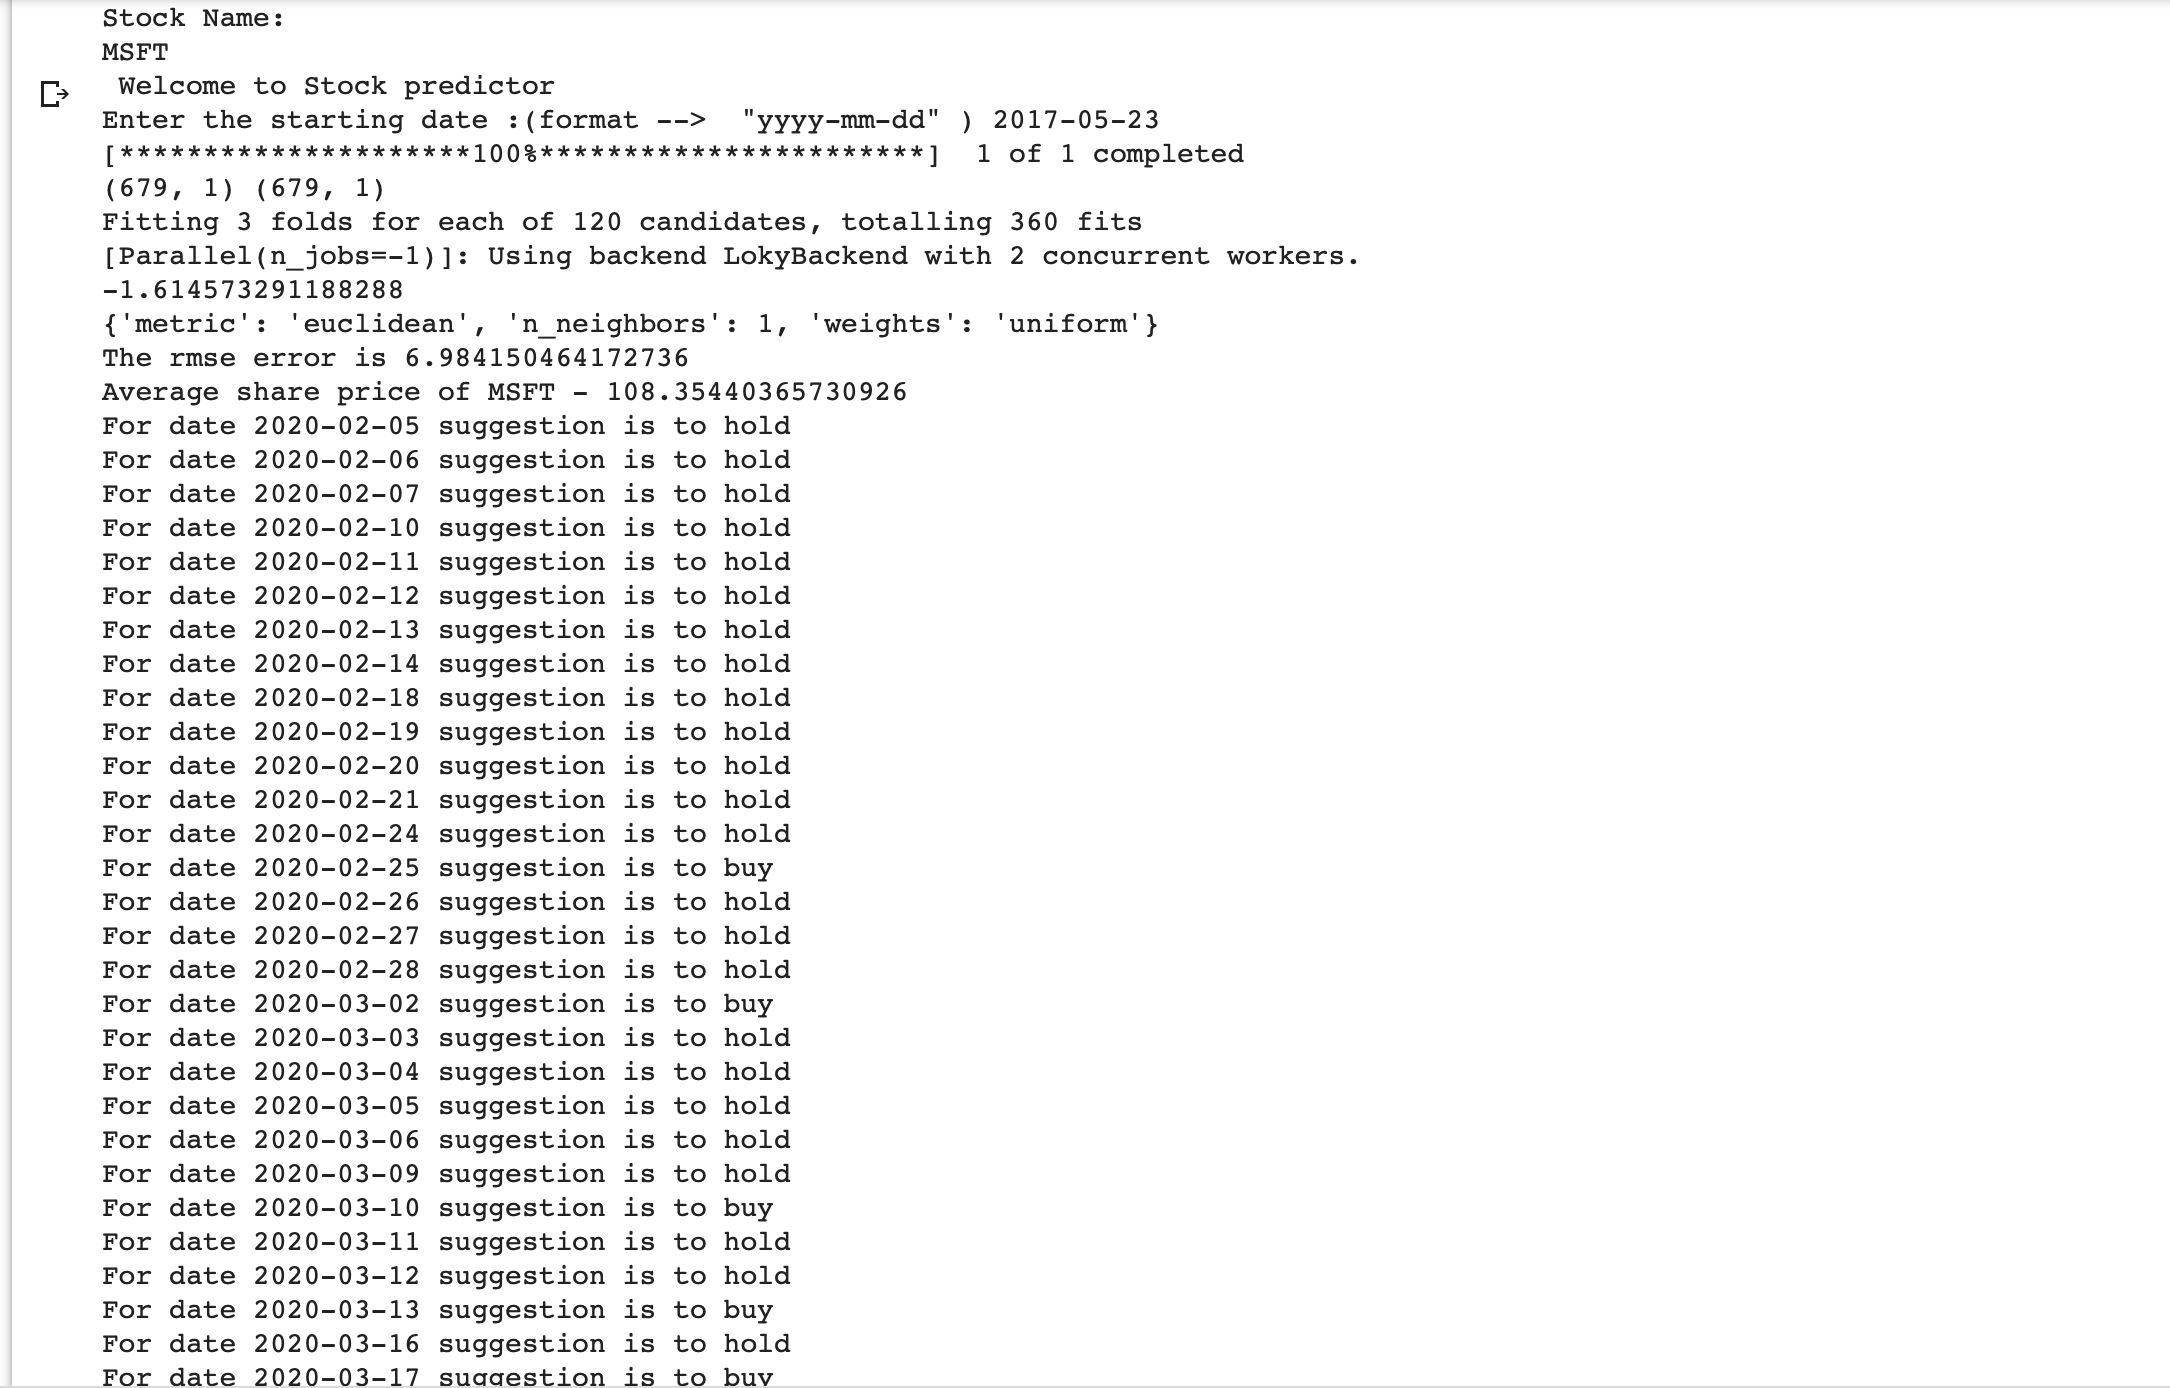 Stock Name:
MSFT
Welcome to Stock predictor
Enter the starting date :(format -->  "yyyy-mm-dd" ) 2017-05-23
[*********************100%***********************]  1 of 1 completed
(679, 1) (679, 1)
Fitting 3 folds for each of 120 candidates, totalling 360 fits
[Parallel(n_jobs=-1)]: Using backend LokyBackend with 2 concurrent workers.
-1.614573291188288
{'metric': 'euclidean', 'n_neighbors': 1, 'weights': 'uniform'}
The rmse error is 6.984150464172736
Average share price of MSFT - 108.35440365730926
For date 2020-02-05 suggestion is to hold
For date 2020-02-06 suggestion is to hold
For date 2020-02-07 suggestion is to hold
For date 2020-02-10 suggestion is to hold
For date 2020-02-11 suggestion is to hold
For date 2020-02-12 suggestion is to hold
For date 2020-02-13 suggestion is to hold
For date 2020-02-14 suggestion is to hold
For date 2020-02-18 suggestion is to hold
For date 2020-02-19 suggestion is to hold
For date 2020-02-20 suggestion is to hold
For date 2020-02-21 suggestion is to hold
For date 2020-02-24 suggestion is to hold
For date 2020-02-25 suggestion is to buy
For date 2020-02-26 suggestion is to hold
For date 2020-02-27 suggestion is to hold
For date 2020-02-28 suggestion is to hold
For date 2020-03-02 suggestion is to buy
For date 2020-03-03 suggestion is to hold
For date 2020-03-04 suggestion is to hold
For date 2020-03-05 suggestion is to hold
For date 2020-03-06 suggestion is to hold
For date 2020-03-09 suggestion is to hold
For date 2020-03-10 suggestion is to buy
For date 2020-03-11 suggestion is to hold
For date 2020-03-12 suggestion is to hold
For date 2020-03-13 suggestion is to buy
For date 2020-03-16 suggestion is to hold
For date 2020-03-17 suggestion is to buy